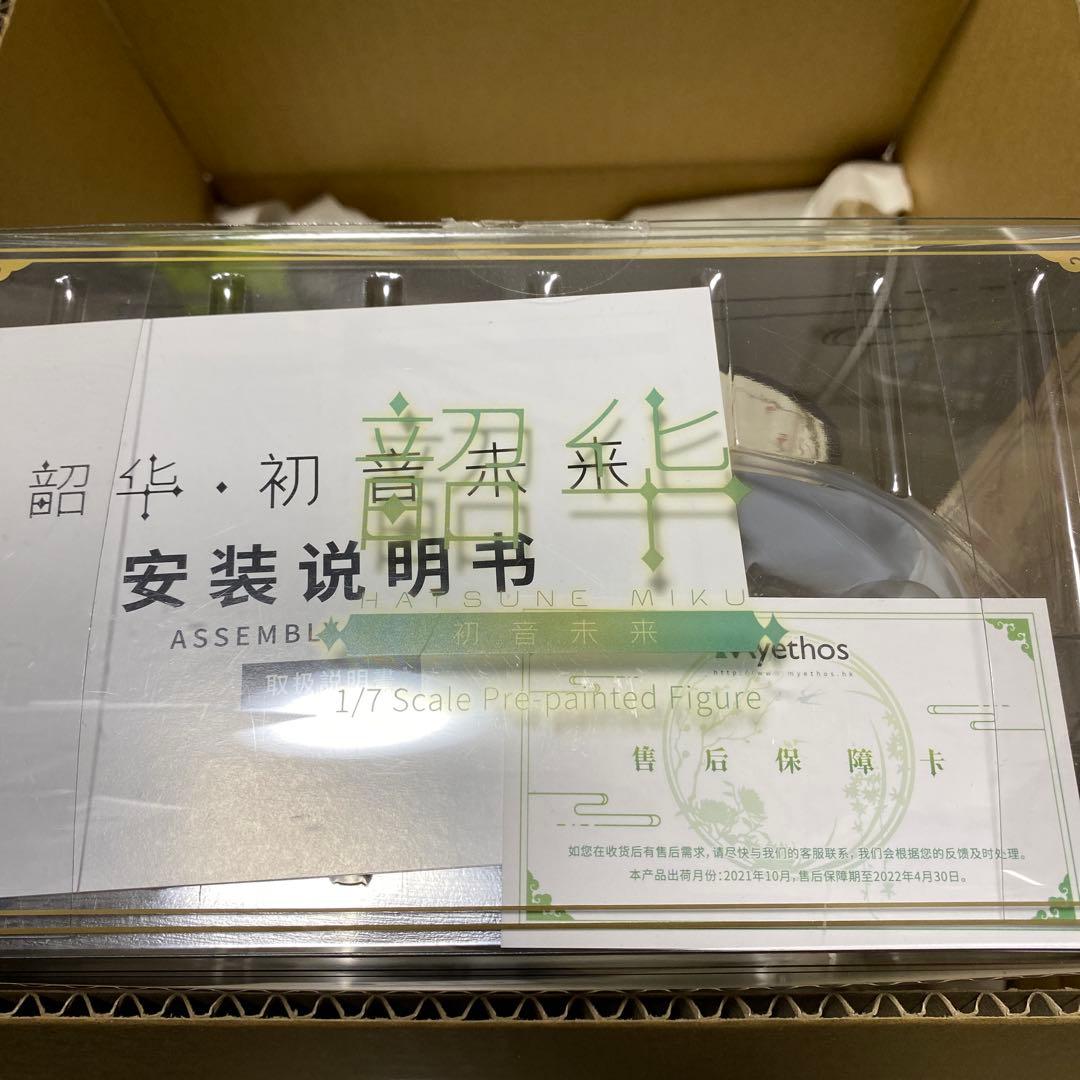 韶华·初音未来
安装说明书
ASSEMBL
取扱説明書
韶华
HATSUNE MIKU
初音未来
1/7 Scale Pre-painted Figure
Myethos
http://www.myethos.hk
售后保障卡
如您在收货后有售后需求，请尽快与我们的客服联系，我们会根据您的反馈及时处理。
本产品出荷月份：2021年10月，售后保障期至2022年4月30日。